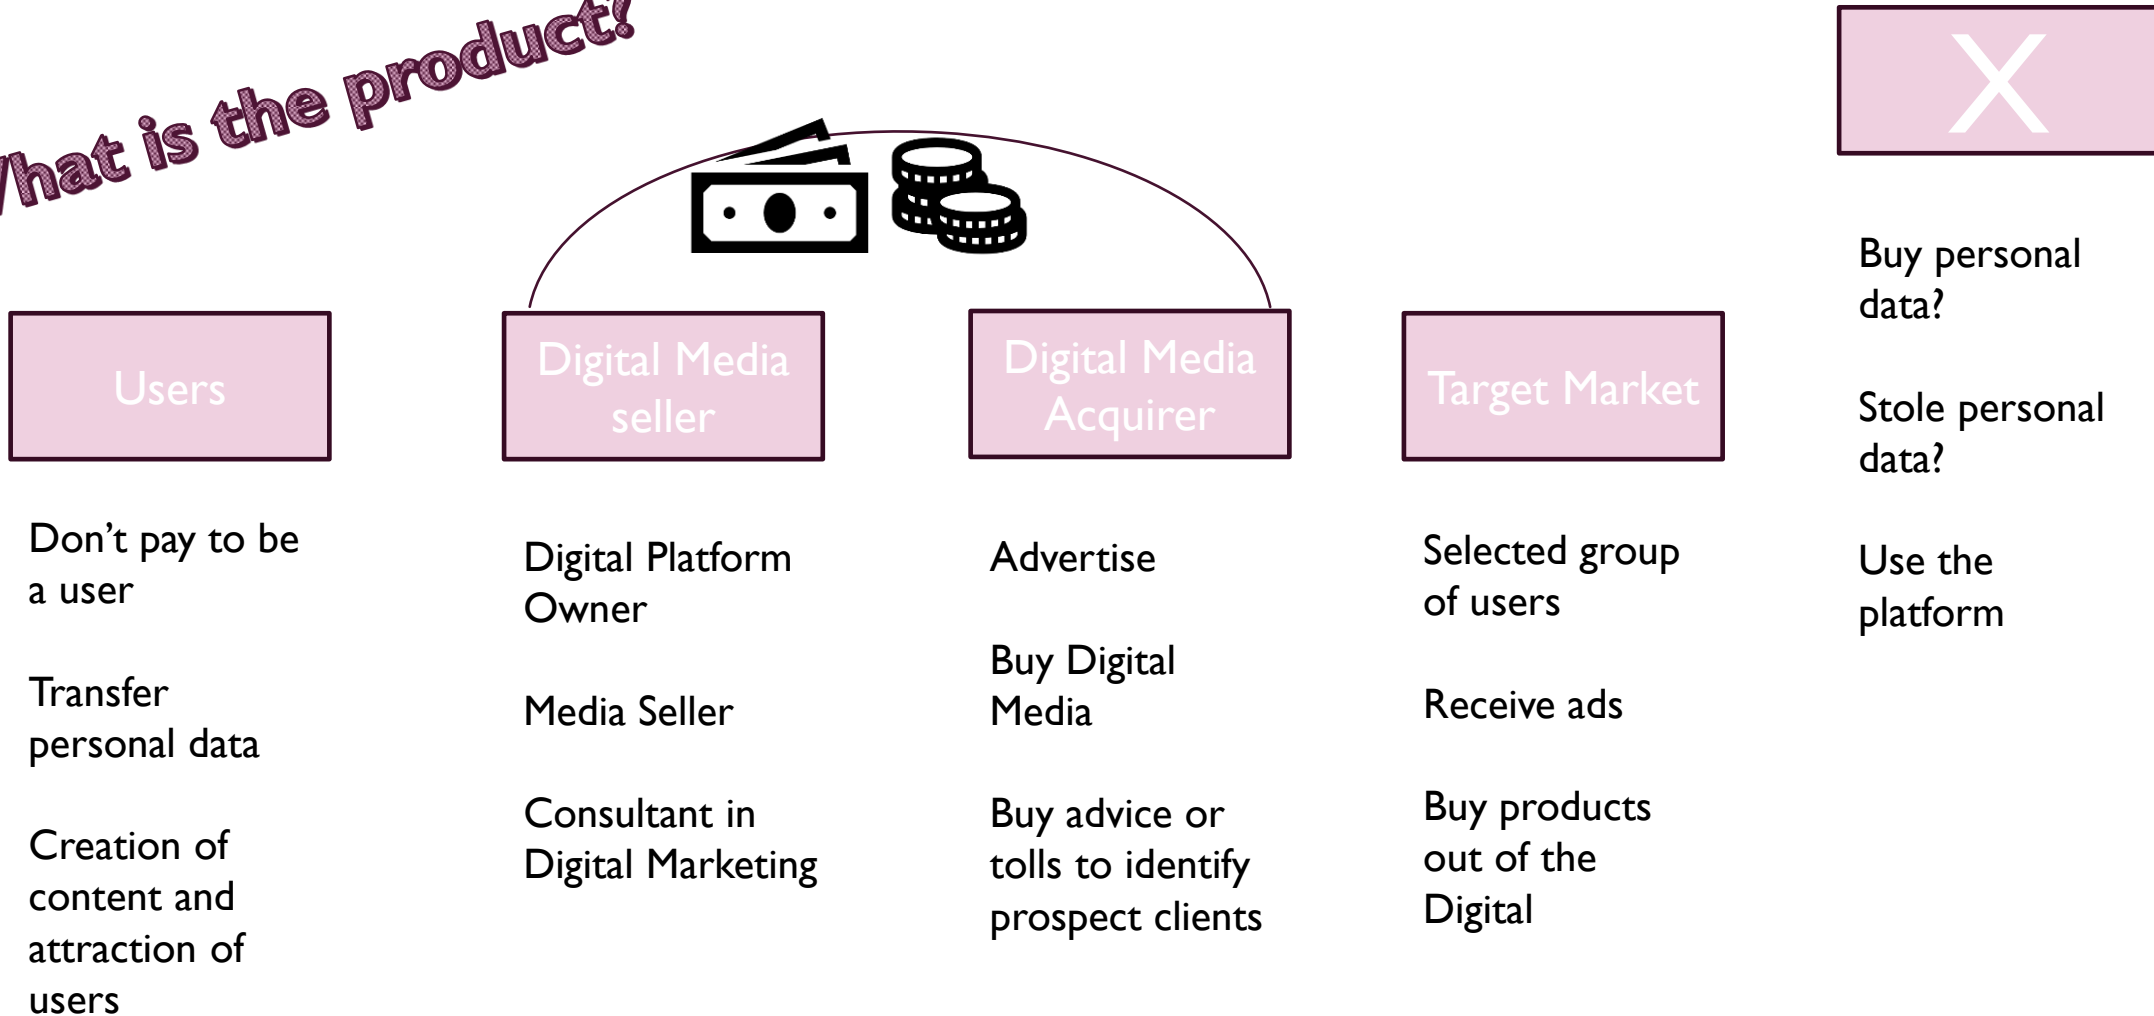 What is the product?
X
Buy personal
data?
Stole personal
data?
Use the
platform
Users
Don’t pay to be
a user
Transfer
personal data
Creation of
content and
attraction of
users
Digital Media
seller
Digital Platform
Owner
Media Seller
Consultant in
Digital Marketing
Digital Media
Acquirer
Advertise
Buy Digital
Media
Buy advice or
tolls to identify
prospect clients
Target Market
Selected group
of users
Receive ads
Buy products
out of the
Digital